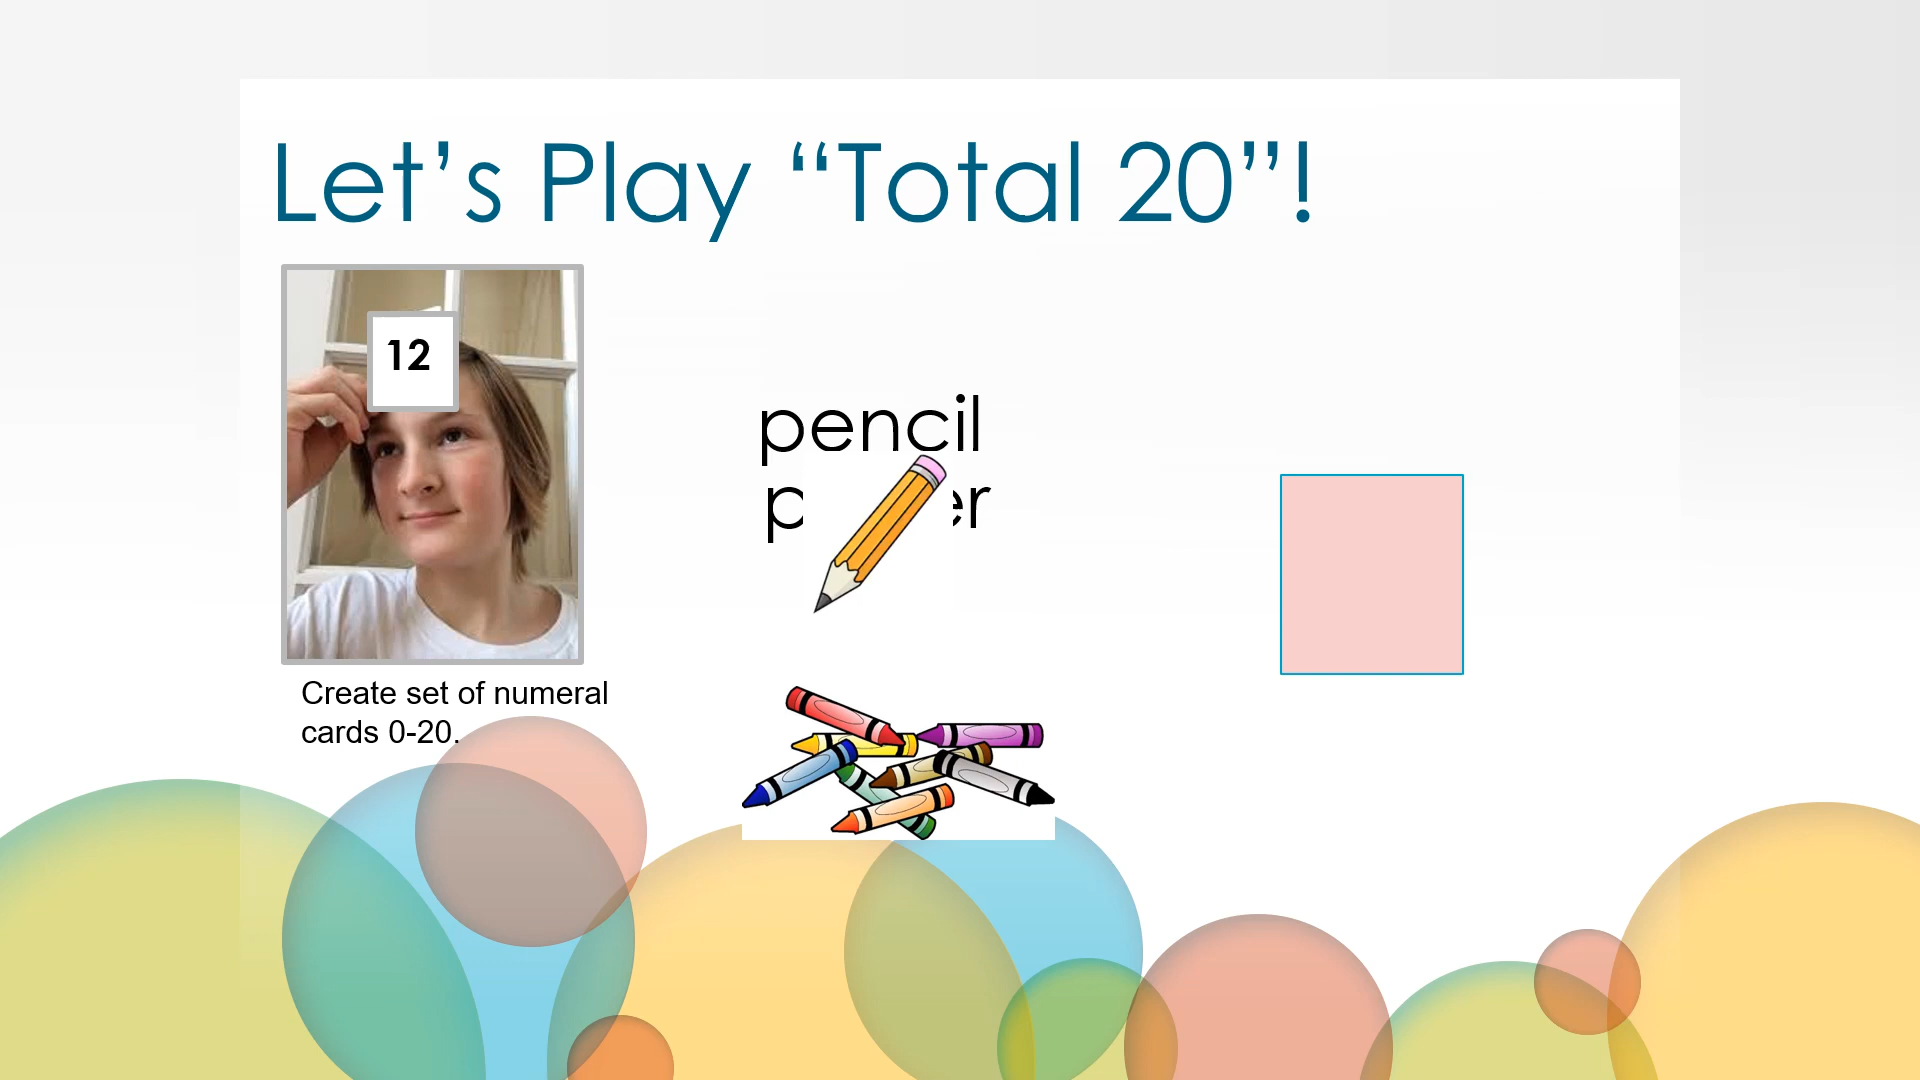 Let’s Play “Total 20”!
12
pencil
Create set of numeral
cards 0-20.